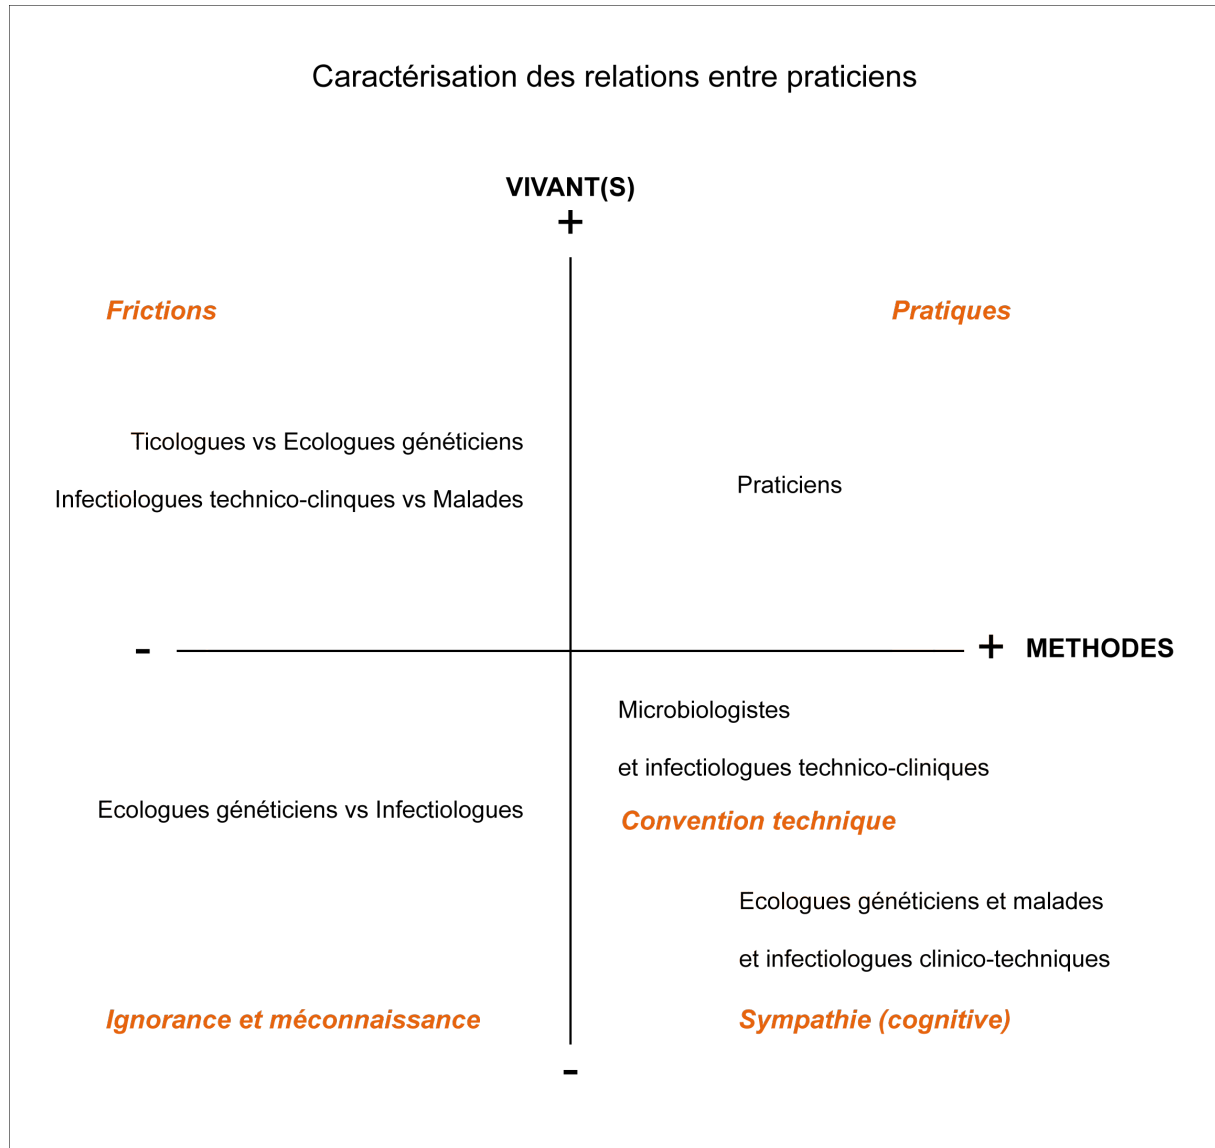 Caractérisation des relations entre praticiens
VIVANT(S)
+
Frictions
Pratiques
Ticologues vs Ecologues généticiens
Infectiologues technico-clinques vs Malades
Praticiens
-
+ METHODES
Microbiologistes
et infectiologues technico-cliniques
Ecologues généticiens vs Infectiologues
Convention technique
Ecologues généticiens et malades
et infectiologues clinico-techniques
Ignorance et méconnaissance
Sympathie (cognitive)
-